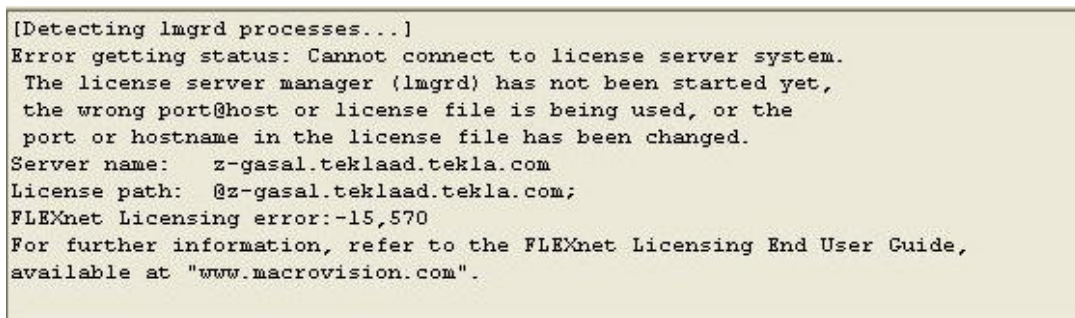 [Detecting lmgrd processes...]
Error getting status: Cannot connect to license server system.
The license server manager (lmgrd) has not been started yet,
the wrong port@host or license file is being used, or the
port or hostname in the license file has been changed.
Server name: z-gasal.teklaad.tekla.com
License path: @z-gasal.teklaad.tekla.com;
FLEXnet Licensing error:-15,570
For further information, refer to the FLEXnet Licensing End User Guide,
available at "www.macrovision.com".